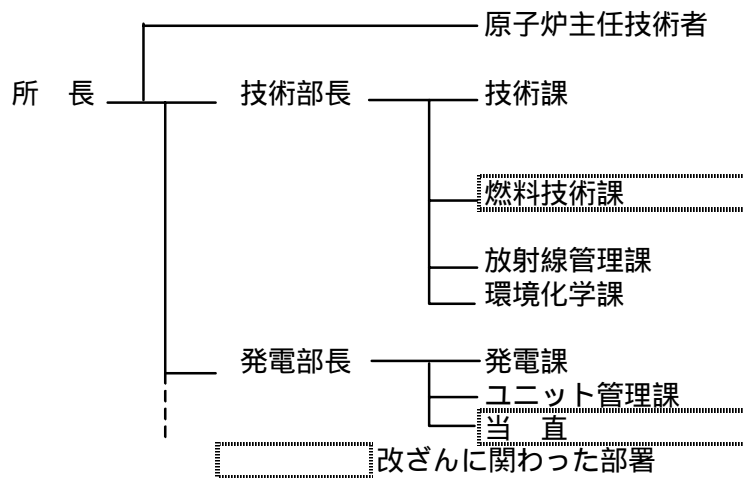 原子炉主任技術者
所　長　技術部長　技術課
燃料技術課
放射線管理課
環境化学課
発電部長　発電課
ユニット管理課
当　直
改ざんに関わった部署